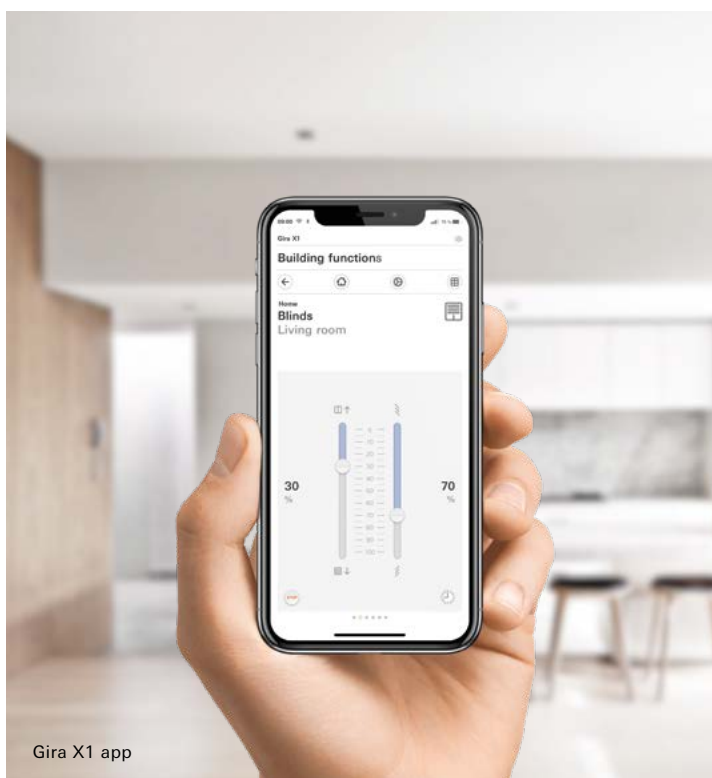 Gira X1
Building functions
Home
Blinds
Living room
30
%
70
%
Gira X1 app